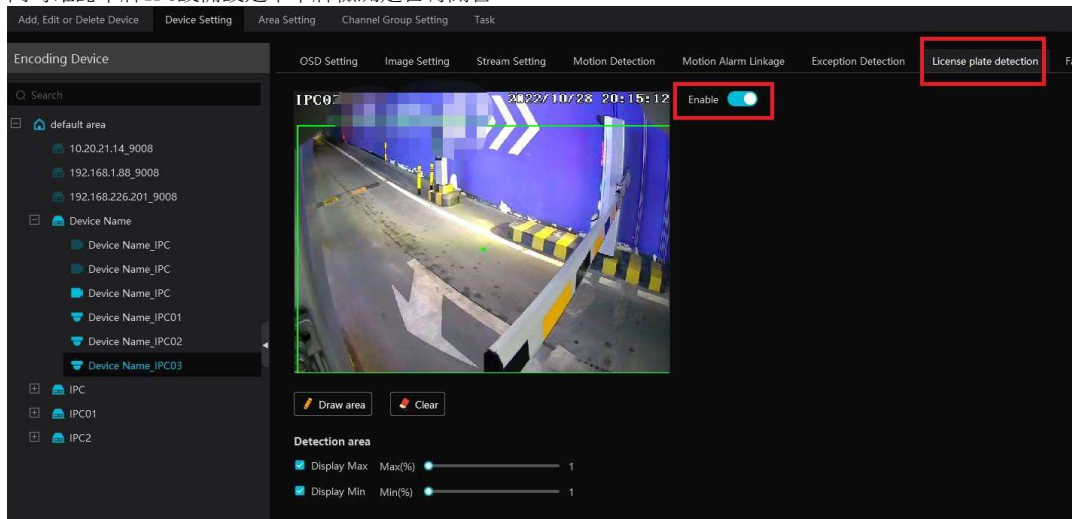 Add, Edit or Delete Device Device Setting Area Setting Channel Group Setting Task
Encoding Device
OSD Setting Image Setting Stream Setting Motion Detection Motion Alarm Linkage Exception Detection License plate detection
Search
IPC0 2022/10/28 20:15:12
Enable
default area
10.20.21.14_9008
192.168.1.88_9008
192.168.226.201_9008
Device Name
Device Name_IPC
Device Name_IPC
Device Name_IPC
Device Name_IPC01
Device Name_IPC02
Device Name_IPC03
IPC
IPC01
IPC2
Draw area Clear
Detection area
Display Max Max(%) 1
Display Min Min(%) 1